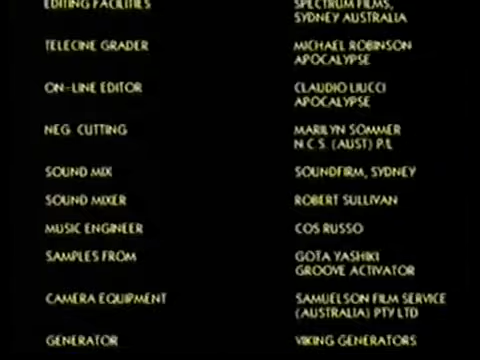 EDITING FACILITIES SPECTRUM FILMS,
SYDNEY AUSTRALIA
TELECINE GRADER MICHAEL ROBINSON
APOCALYPSE
ON-LINE EDITOR CLAUDIO LIUCCI
APOCALYPSE
NEG. CUTTING MARILYN SOMMER
N.C.S. (AUST) P.L
SOUND MIX SOUNDFIRM, SYDNEY
SOUND MIXER ROBERT SULLIVAN
MUSIC ENGINEER COS RUSSO
SAMPLES FROM GOTA YASHIKI
GROOVE ACTIVATOR
CAMERA EQUIPMENT SAMUELSON FILM SERVICE
(AUSTRALIA) PTY LTD
GENERATOR VIKING GENERATORS